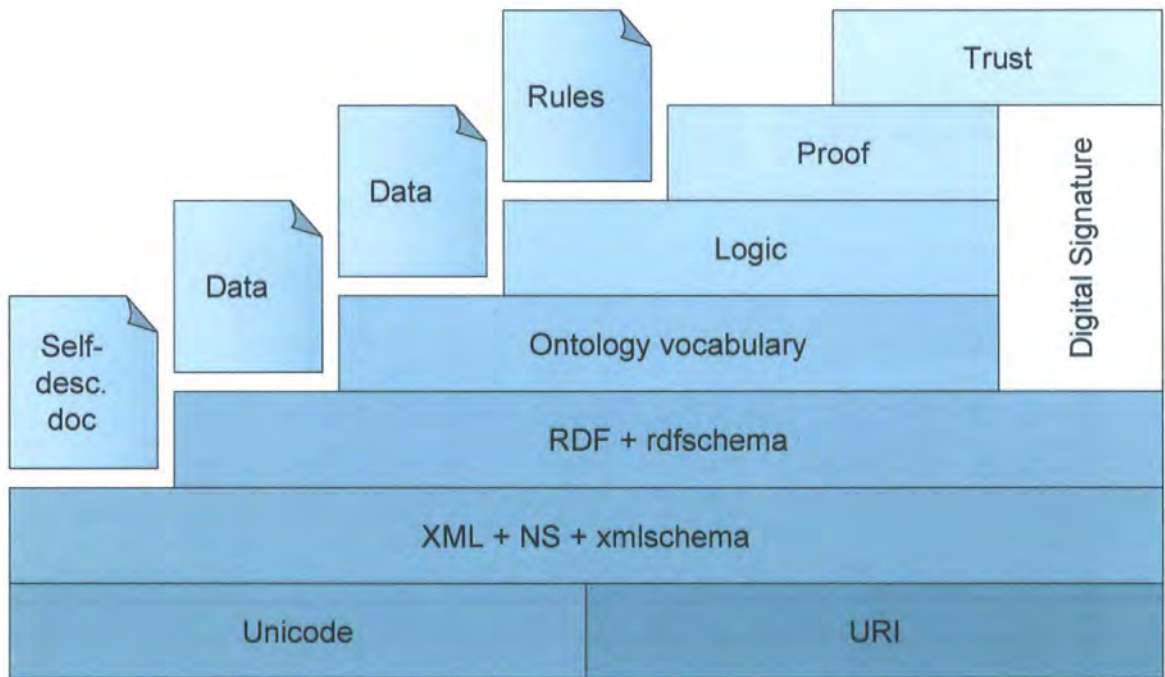 Trust
Rules
Proof
Data
Logic
Data
Digital Signature
Self-
desc.
doc
Ontology vocabulary
RDF + rdfschema
XML + NS + xmlschema
Unicode
URI